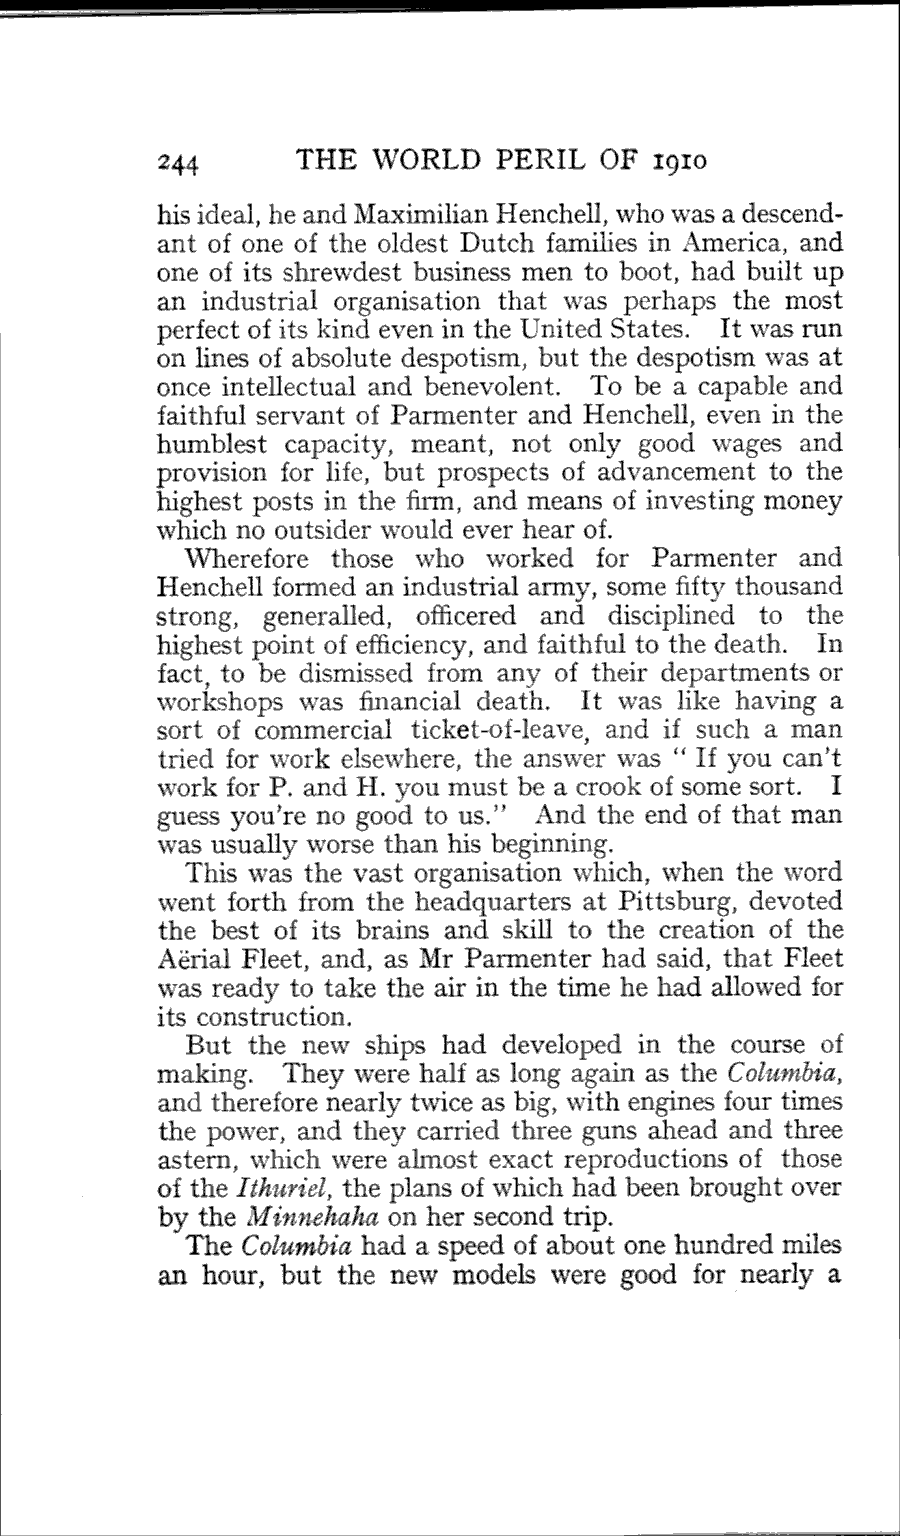 244 THE WORLD PERIL OF 1910
his ideal, he and Maximilian Henchell, who was a descend-
ant of one of the oldest Dutch families in America, and
one of its shrewdest business men to boot, had built up
an industrial organisation that was perhaps the most
perfect of its kind even in the United States. It was run
on lines of absolute despotism, but the despotism was at
once intellectual and benevolent. To be a capable and
faithful servant of Parmenter and Henchell, even in the
humblest capacity, meant, not only good wages and
provision for life, but prospects of advancement to the
highest posts in the firm, and means of investing money
which no outsider would ever hear of.
Wherefore those who worked for Parmenter and
Henchell formed an industrial army, some fifty thousand
strong, generalled, officered and disciplined to the
highest point of efficiency, and faithful to the death. In
fact, to be dismissed from any of their departments or
workshops was financial death. It was like having a
sort of commercial ticket-of-leave, and if such a man
tried for work elsewhere, the answer was " If you can't
work for P. and H. you must be a crook of some sort. I
guess you're no good to us." And the end of that man
was usually worse than his beginning.
This was the vast organisation which, when the word
went forth from the headquarters at Pittsburg, devoted
the best of its brains and skill to the creation of the
Aërial Fleet, and, as Mr Parmenter had said, that Fleet
was ready to take the air in the time he had allowed for
its construction.
But the new ships had developed in the course of
making. They were half as long again as the Columbia,
and therefore nearly twice as big, with engines four times
the power, and they carried three guns ahead and three
astern, which were almost exact reproductions of those
of the Ithuriel, the plans of which had been brought over
by the Minnehaha on her second trip.
The Columbia had a speed of about one hundred miles
an hour, but the new models were good for nearly a